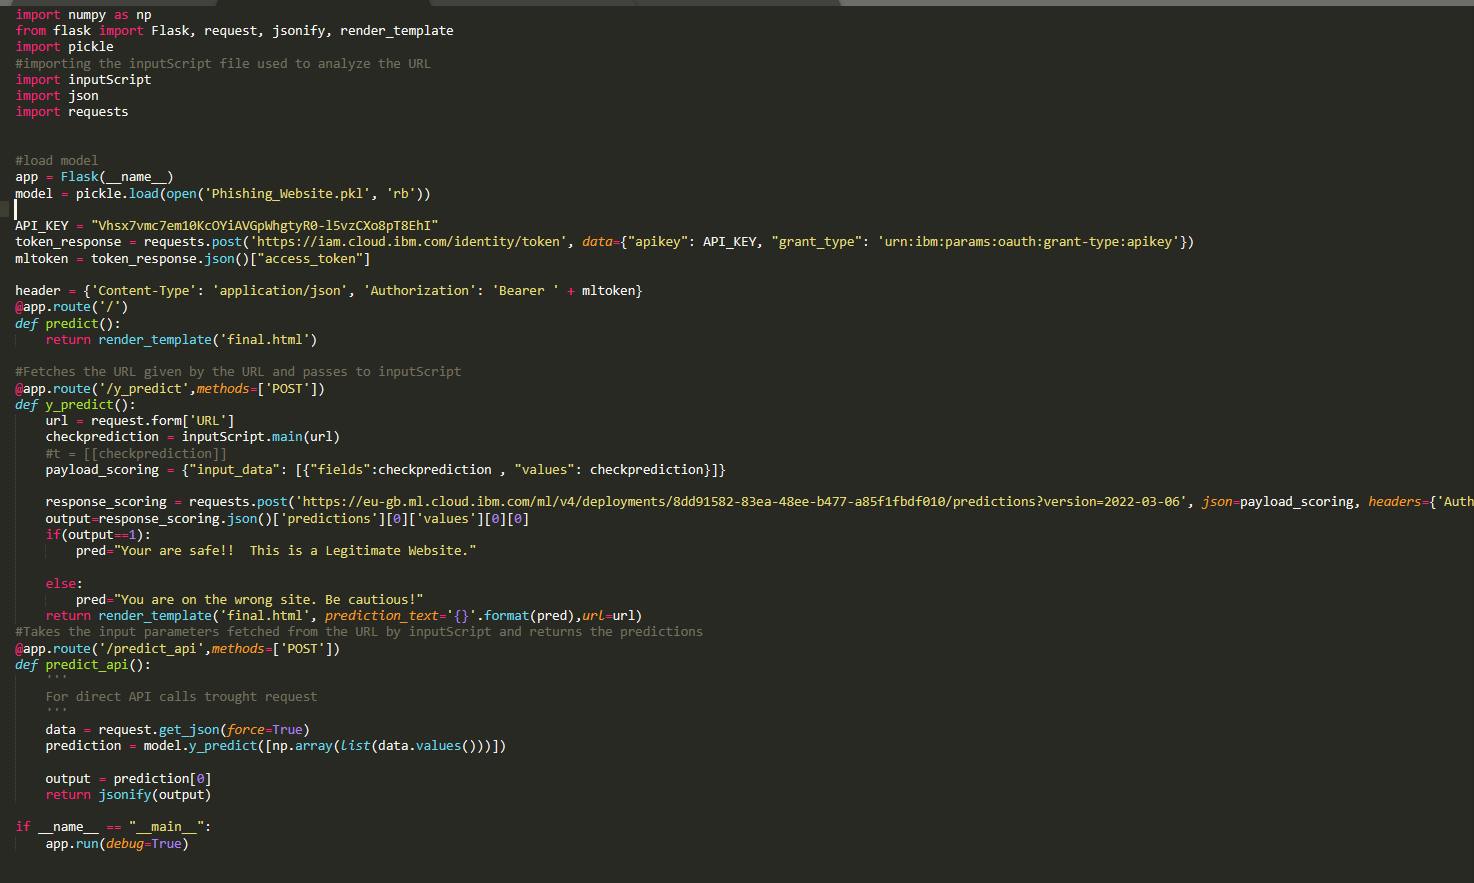 import numpy as np
from flask import Flask, request, jsonify, render_template
import pickle
#importing the inputScript file used to analyze the URL
import inputScript
import json
import requests
#load model
app = Flask(__name__)
model = pickle.load(open('Phishing_Website.pkl', 'rb'))
API_KEY = "Vhsx7vmc7em10KcOYiAVGpWhgtyR0-l5vzCXo8pT8EhI"
token_response = requests.post('https://iam.cloud.ibm.com/identity/token', data={"apikey": API_KEY, "grant_type": 'urn:ibm:params:oauth:grant-type:apikey'})
mltoken = token_response.json()["access_token"]
header = {'Content-Type': 'application/json', 'Authorization': 'Bearer ' + mltoken}
@app.route('/')
def predict():
    return render_template('final.html')
#Fetches the URL given by the URL and passes to inputScript
@app.route('/y_predict',methods=['POST'])
def y_predict():
    url = request.form['URL']
    checkprediction = inputScript.main(url)
    #t = [[checkprediction]]
    payload_scoring = {"input_data": [{"fields":checkprediction , "values": checkprediction}]}
    response_scoring = requests.post('https://eu-gb.ml.cloud.ibm.com/ml/v4/deployments/8dd91582-83ea-48ee-b477-a85f1fbdf010/predictions?version=2022-03-06', json=payload_scoring, headers={'Auth
    output=response_scoring.json()['predictions'][0]['values'][0][0]
    if(output==1):
        pred="Your are safe!!  This is a Legitimate Website."
    else:
        pred="You are on the wrong site. Be cautious!"
    return render_template('final.html', prediction_text='{}'.format(pred),url=url)
#Takes the input parameters fetched from the URL by inputScript and returns the predictions
@app.route('/predict_api',methods=['POST'])
def predict_api():
    '''
    For direct API calls trought request
    '''
    data = request.get_json(force=True)
    prediction = model.y_predict([np.array(list(data.values()))])
    output = prediction[0]
    return jsonify(output)
if __name__ == "__main__":
    app.run(debug=True)